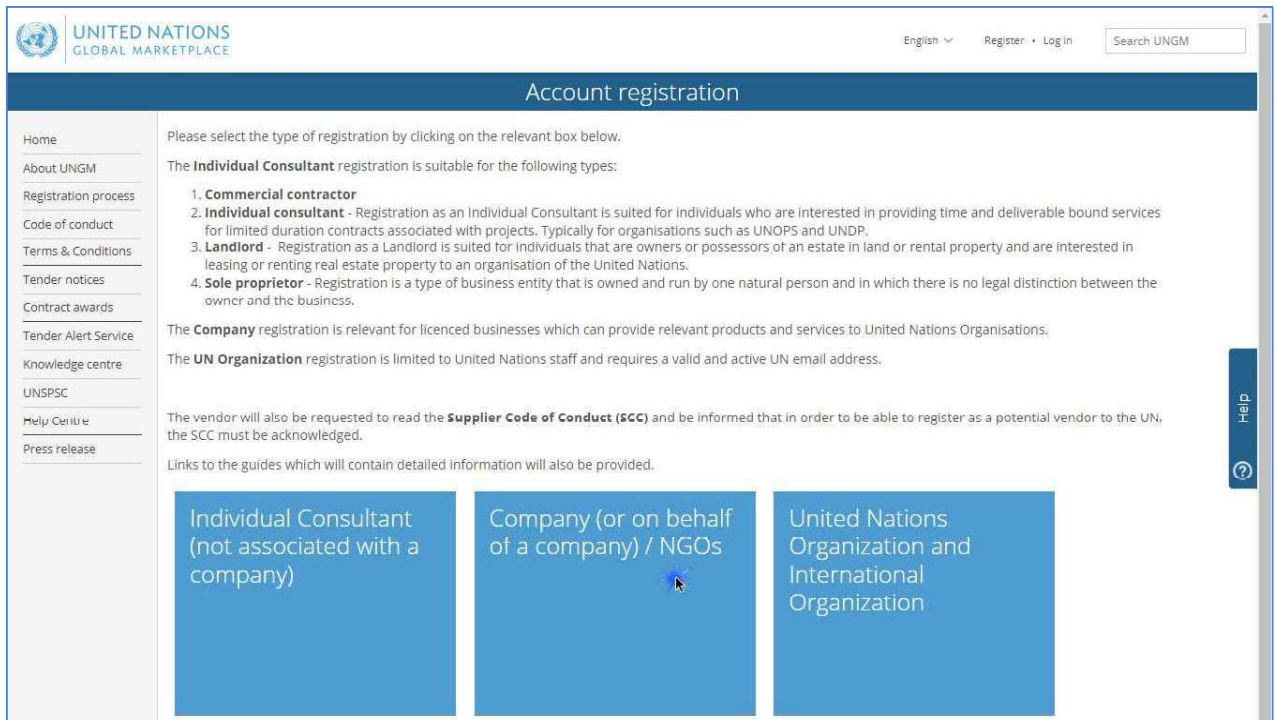 UNITED NATIONS
GLOBAL MARKETPLACE
English
Register • Log in
Search UNGM
Account registration
Home
About UNGM
Registration process
Code of conduct
Terms & Conditions
Tender notices
Contract awards
Tender Alert Service
Knowledge centre
UNSPSC
Help Centre
Press release
Please select the type of registration by clicking on the relevant box below.
The Individual Consultant registration is suitable for the following types:
1. Commercial contractor
2. Individual consultant - Registration as an Individual Consultant is suited for individuals who are interested in providing time and deliverable bound services
for limited duration contracts associated with projects. Typically for organisations such as UNOPS and UNDP.
3. Landlord - Registration as a Landlord is suited for individuals that are owners or possessors of an estate in land or rental property and are interested in
leasing or renting real estate property to an organisation of the United Nations.
4. Sole proprietor - Registration is a type of business entity that is owned and run by one natural person and in which there is no legal distinction between the
owner and the business.
The Company registration is relevant for licenced businesses which can provide relevant products and services to United Nations Organisations.
The UN Organization registration is limited to United Nations staff and requires a valid and active UN email address.
The vendor will also be requested to read the Supplier Code of Conduct (SCC) and be informed that in order to be able to register as a potential vendor to the UN,
the SCC must be acknowledged.
Links to the guides which will contain detailed information will also be provided.
Individual Consultant
(not associated with a
company)
Company (or on behalf
of a company) / NGOs
United Nations
Organization and
International
Organization
Help
?